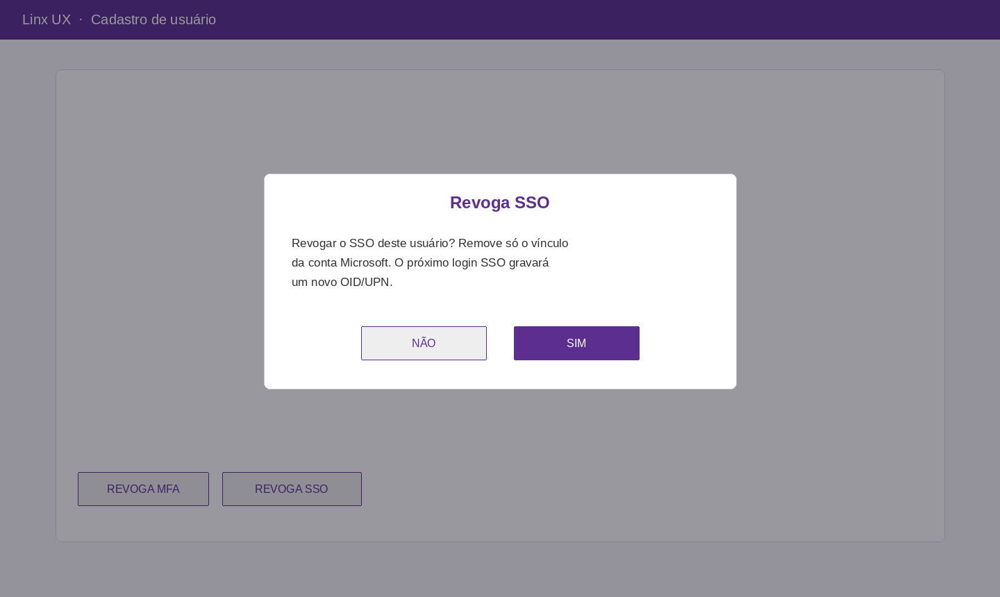 Linx UX · Cadastro de usuário
Revoga SSO
Revogar o SSO deste usuário? Remove só o vínculo
da conta Microsoft. O próximo login SSO gravará
um novo OID/UPN.
NÃO
SIM
REVOGA MFA
REVOGA SSO